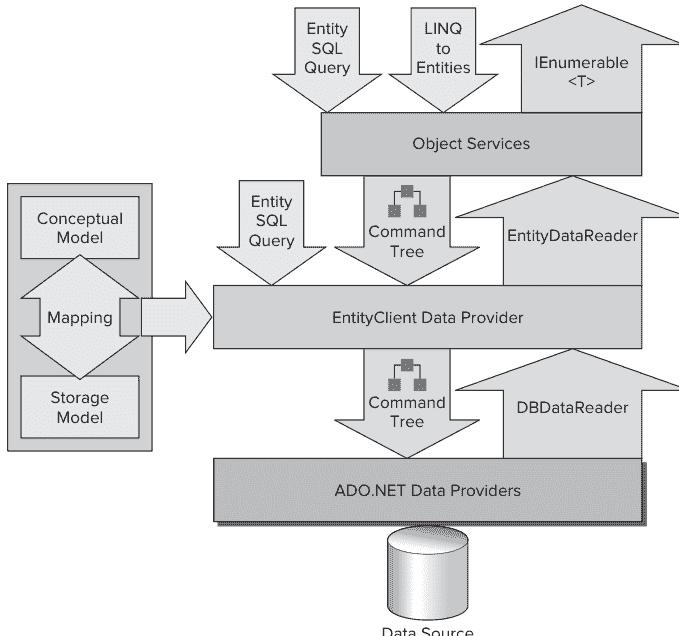 Entity
SQL
Query
LINQ
to
Entities
IEnumerable
<T>
Object Services
Entity
SQL
Query
Command
Tree
EntityDataReader
Conceptual
Model
Mapping
Storage
Model
EntityClient Data Provider
Command
Tree
DBDataReader
ADO.NET Data Providers
Data Source